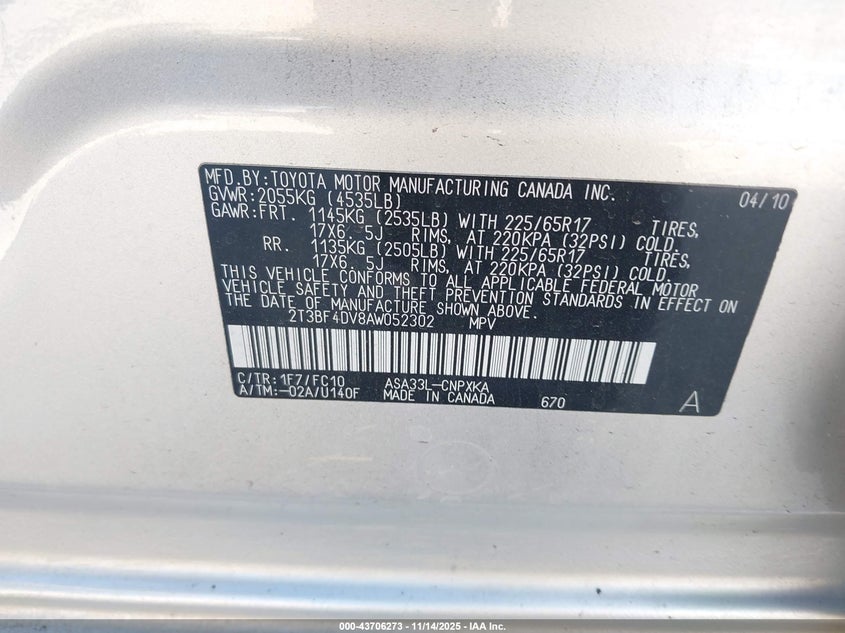 MFD.BY:TOYOTA MOTOR MANUFACTURING CANADA INC. 04/10
GVWR:2055KG (4535LB)
GAWR:FRT. 1145KG (2535LB) WITH 225/65R17 TIRES,
17X6.5J RIMS, AT 220KPA (32PSI) COLD.
RR. 1135KG (2505LB) WITH 225/65R17 TIRES,
17X6.5J RIMS, AT 220KPA (32PSI) COLD.
THIS VEHICLE CONFORMS TO ALL APPLICABLE FEDERAL MOTOR
VEHICLE SAFETY AND THEFT PREVENTION STANDARDS IN EFFECT ON
THE DATE OF MANUFACTURE SHOWN ABOVE.
2T3BF4DV8AW052302 MPV
C/TR:1F7/FC10 ASA33L-CNPXKA
A/TM:-02A/U140F MADE IN CANADA 670 A
000-43706273 - 11/14/2025 - IAA Inc.